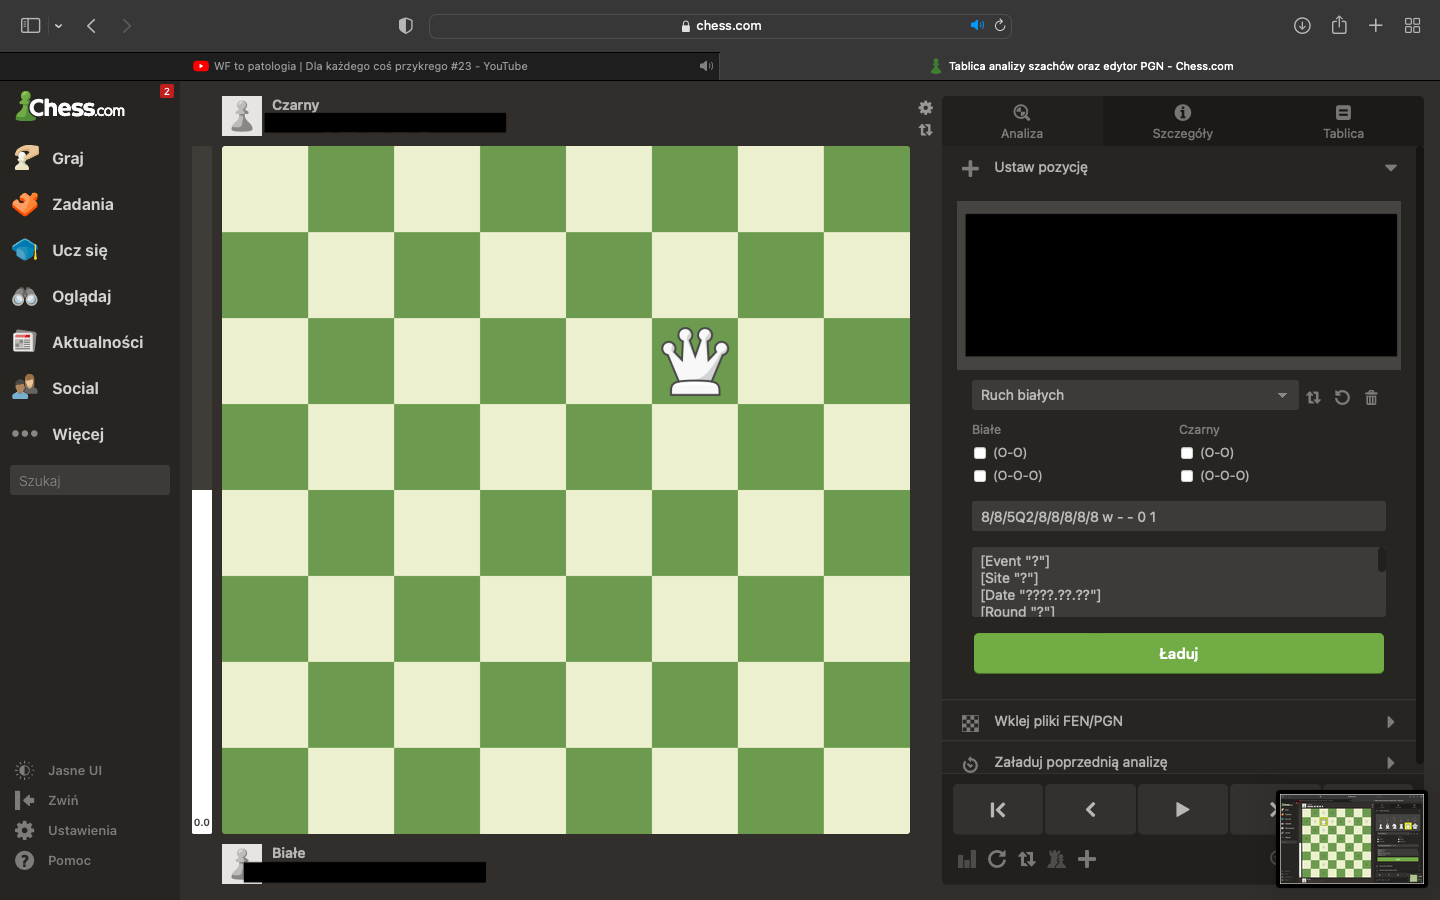 chess.com
WF to patologia | Dla każdego coś przykrego #23 - YouTube
Tablica analizy szachów oraz edytor PGN - Chess.com
Chess.com
2
Graj
Zadania
Ucz się
Oglądaj
Aktualności
Social
Więcej
Szukaj
Jasne UI
Zwiń
Ustawienia
Pomoc
Czarny
0.0
Białe
Analiza
Szczegóły
Tablica
Ustaw pozycję
Ruch białych
Białe
Czarny
(O-O)
(O-O)
(O-O-O)
(O-O-O)
8/8/5Q2/8/8/8/8/8 w - - 0 1
[Event "?"]
[Site "?"]
[Date "????.??.??"]
[Round "?"]
Ładuj
Wklej pliki FEN/PGN
Załaduj poprzednią analizę